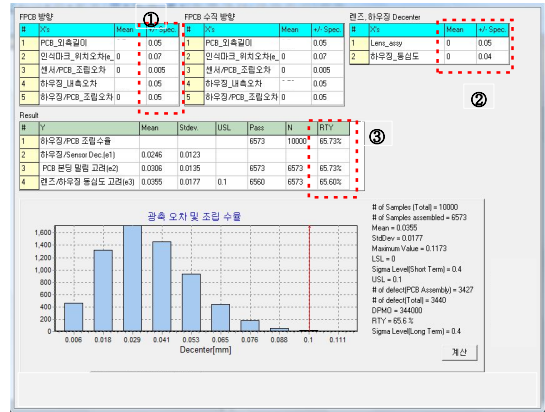 FPCB 방향 ① FPCB 수직 방향 렌즈, 하우징 Decenter
# X's Mean +/- Spec. # X's Mean +/- Spec. # X's Mean +/- Spec.
1 PCB_외측길이 0.05 1 PCB_외측길이 0.05 1 Lens_assy 0 0.05
2 인식마크_위치오차(e_ 0 0.07 2 인식마크_위치오차(e_ 0 0.07 2 하우징_동심도 0 0.04
3 센서/PCB_조립오차 0 0.005 3 센서/PCB_조립오차 0 0.005
4 하우징_내측오차 0.05 4 하우징_내측오차 0.05
5 하우징/PCB_조립오차 0 0.05 5 하우징/PCB_조립오차 0 0.05
②
Result
# Y Mean Stdev. USL Pass N RTY ③
1 하우징/PCB 조립수율 6573 10000 65.73%
2 하우징/Sensor Dec.(e1) 0.0246 0.0123
3 PCB 본딩 밀림 고려(e2) 0.0306 0.0135 6573 6573 65.73%
4 렌즈/하우징 동심도 고려(e3) 0.0355 0.0177 0.1 6560 6573 65.60%
광축 오차 및 조립 수율
1,600
1,400
1,200
1,000
800
600
400
200
0
0.006 0.018 0.029 0.041 0.053 0.065 0.076 0.088 0.1 0.111
Decenter[mm]
# of Samples (Total) = 10000
# of Samples assembled = 6573
Mean = 0.0355
StdDev = 0.0177
Maximum Value = 0.1173
LSL = 0
Sigma Level(Short Term) = 0.4
USL = 0.1
# of defect(PCB Assembly) = 3427
# of defect(Total) = 3440
DPMO = 344000
RTY = 65.6 %
Sigma Level(Long Term) = 0.4
계산